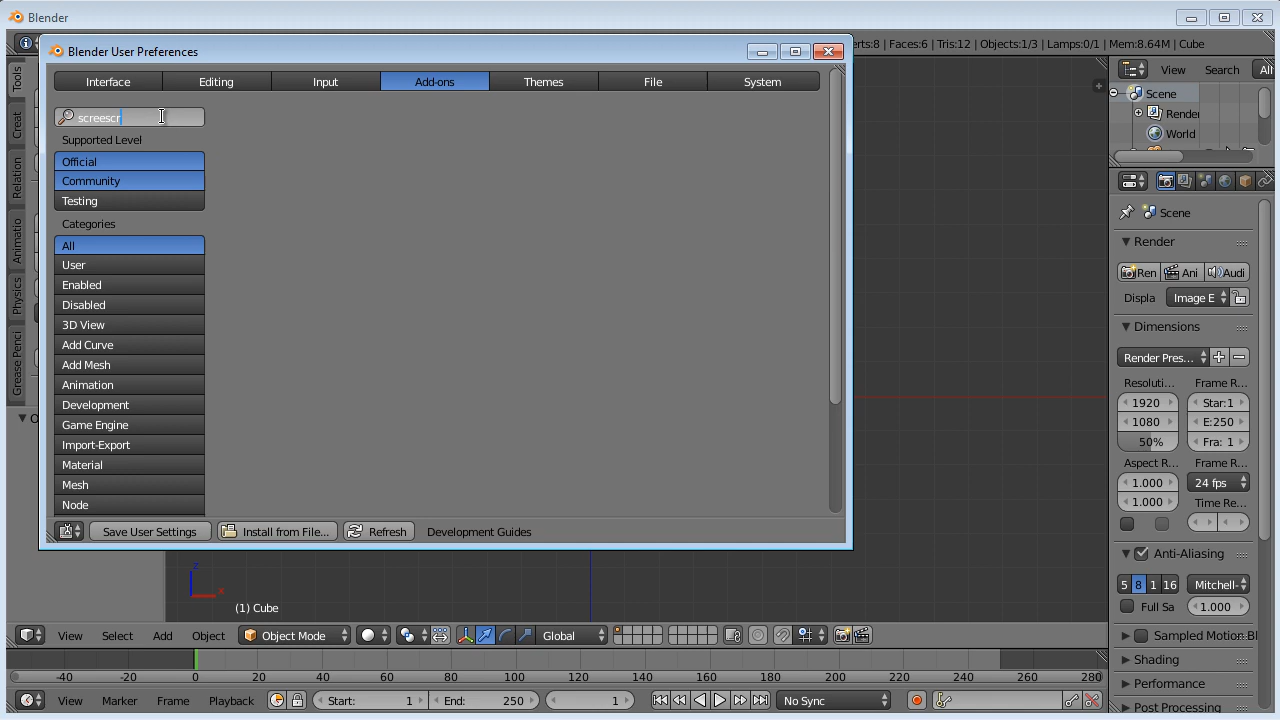 Blender
Blender User Preferences
erts:8 | Faces:6 | Tris:12 | Objects:1/3 | Lamps:0/1 | Mem:8.64M | Cube
Interface Editing Input Add-ons Themes File System
View Search All
screescr
Supported Level
Official
Community
Testing
Categories
All
User
Enabled
Disabled
3D View
Add Curve
Add Mesh
Animation
Development
Game Engine
Import-Export
Material
Mesh
Node
Save User Settings Install from File... Refresh Development Guides
Tools
Creat
Relation
Animatio
Physics
Grease Penci
Scene
Render
World
Scene
Render
Ren Ani Audi
Displa Image E
Dimensions
Render Pres...
Resoluti... Frame R...
1920 Star:1
1080 E:250
50% Fra: 1
Aspect R... Frame R...
1.000 24 fps
1.000 Time Re...
Anti-Aliasing
5 8 1 16 Mitchell-
Full Sa 1.000
Sampled Motion Bl
Shading
Performance
Post Processing
z
x
(1) Cube
View Select Add Object Object Mode Global
-40 -20 0 20 40 60 80 100 120 140 160 180 200 220 240 260 280
View Marker Frame Playback Start: 1 End: 250 1 No Sync